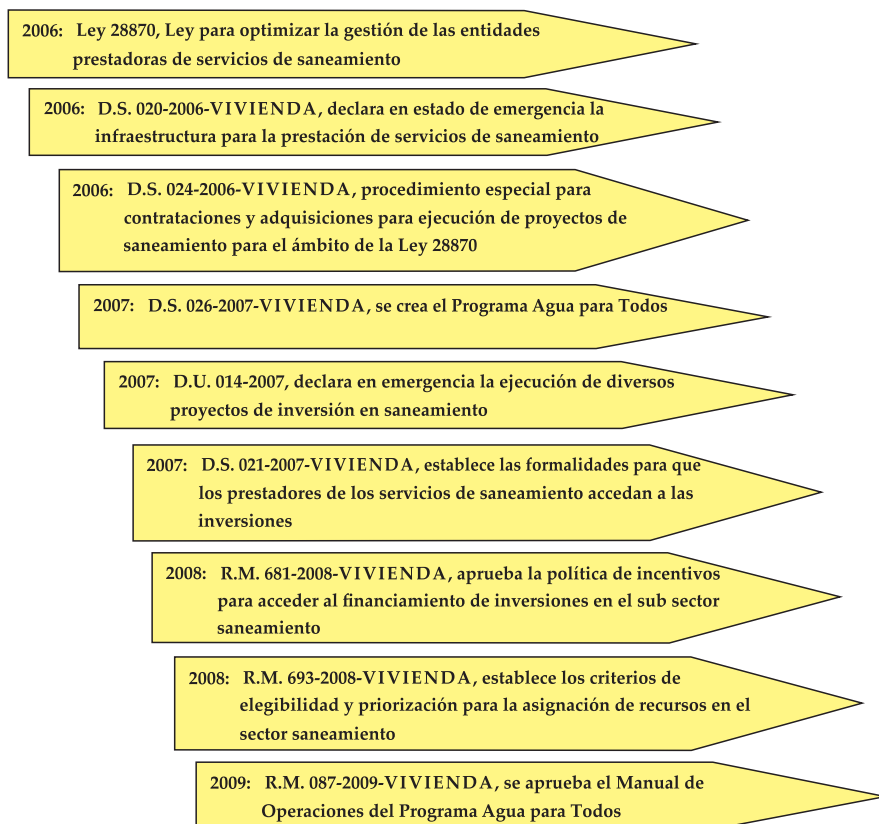 2006: Ley 28870, Ley para optimizar la gestión de las entidades
prestadoras de servicios de saneamiento
2006: D.S. 020-2006-VIVIENDA, declara en estado de emergencia la
infraestructura para la prestación de servicios de saneamiento
2006: D.S. 024-2006-VIVIENDA, procedimiento especial para
contrataciones y adquisiciones para ejecución de proyectos de
saneamiento para el ámbito de la Ley 28870
2007: D.S. 026-2007-VIVIENDA, se crea el Programa Agua para Todos
2007: D.U. 014-2007, declara en emergencia la ejecución de diversos
proyectos de inversión en saneamiento
2007: D.S. 021-2007-VIVIENDA, establece las formalidades para que
los prestadores de los servicios de saneamiento accedan a las
inversiones
2008: R.M. 681-2008-VIVIENDA, aprueba la política de incentivos
para acceder al financiamiento de inversiones en el sub sector
saneamiento
2008: R.M. 693-2008-VIVIENDA, establece los criterios de
elegibilidad y priorización para la asignación de recursos en el
sector saneamiento
2009: R.M. 087-2009-VIVIENDA, se aprueba el Manual de
Operaciones del Programa Agua para Todos